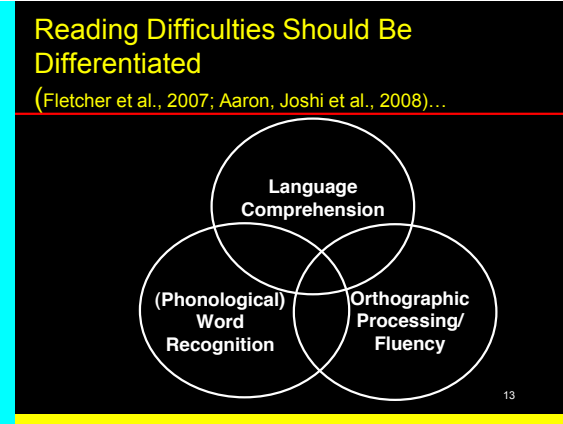 Reading Difficulties Should Be
Differentiated
(Fletcher et al., 2007; Aaron, Joshi et al., 2008)…
Language
Comprehension
(Phonological)
Word
Recognition
Orthographic
Processing/
Fluency
13